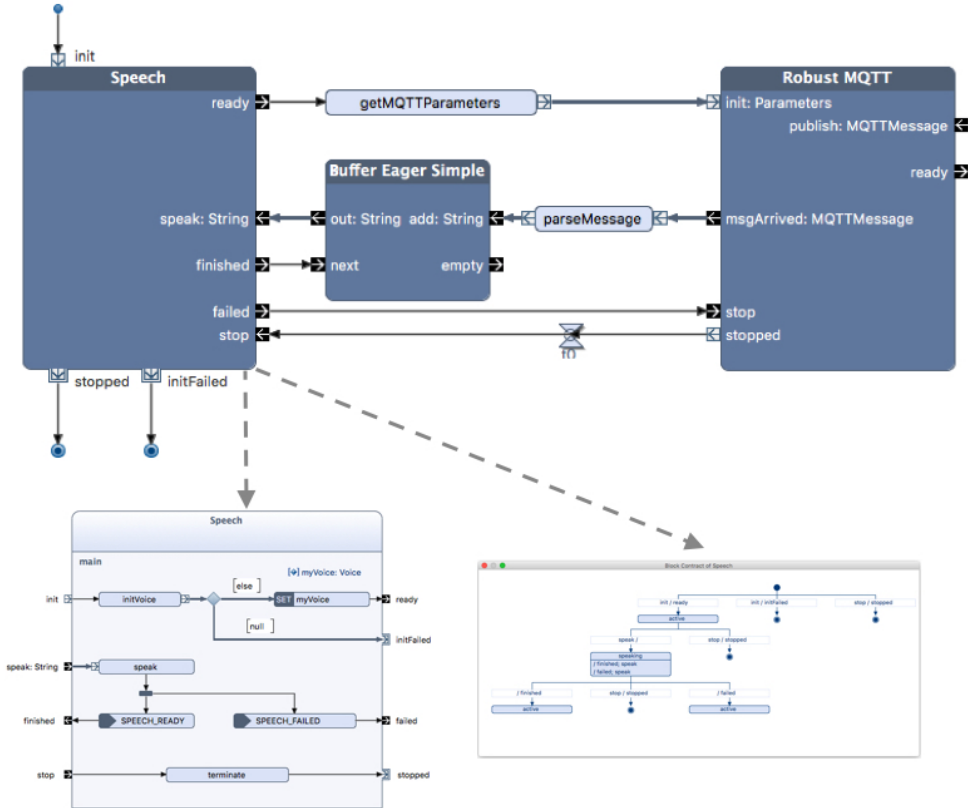 init
Speech
Robust MQTT
ready
getMQTTParameters
init: Parameters
publish: MQTTMessage
Buffer Eager Simple
ready
speak: String
out: String
add: String
parseMessage
msgArrived: MQTTMessage
finished
next
empty
failed
stop
stop
stopped
t0
stopped
initFailed
Speech
main
[+] myVoice: Voice
[else]
init
initVoice
SET myVoice
ready
[null]
initFailed
speak: String
speak
finished
SPEECH_READY
SPEECH_FAILED
failed
stop
terminate
stopped
Block Contract of Speech
init / ready
init / initFailed
stop / stopped
active
speak /
stop / stopped
speaking
/ finished; speak
/ failed; speak
/ finished
stop / stopped
/ failed
active
active